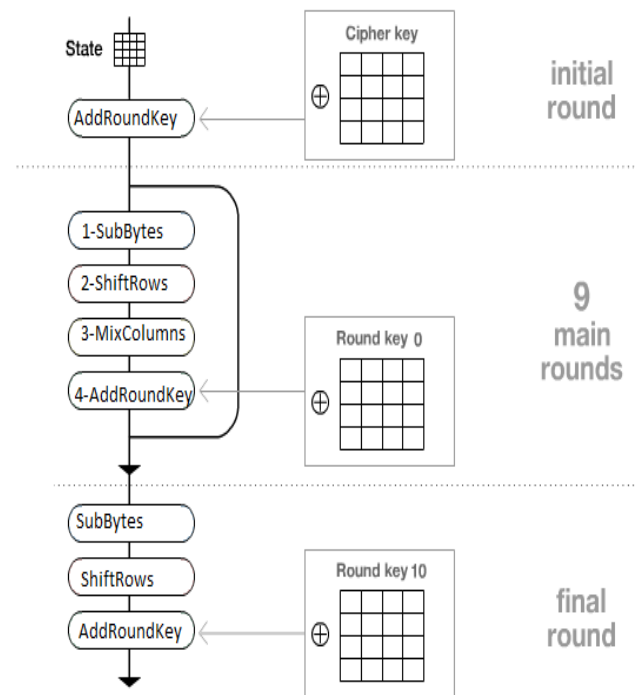 State
Cipher key
initial
round
AddRoundKey
1-SubBytes
2-ShiftRows
3-MixColumns
4-AddRoundKey
Round key 0
9
main
rounds
SubBytes
ShiftRows
AddRoundKey
Round key 10
final
round